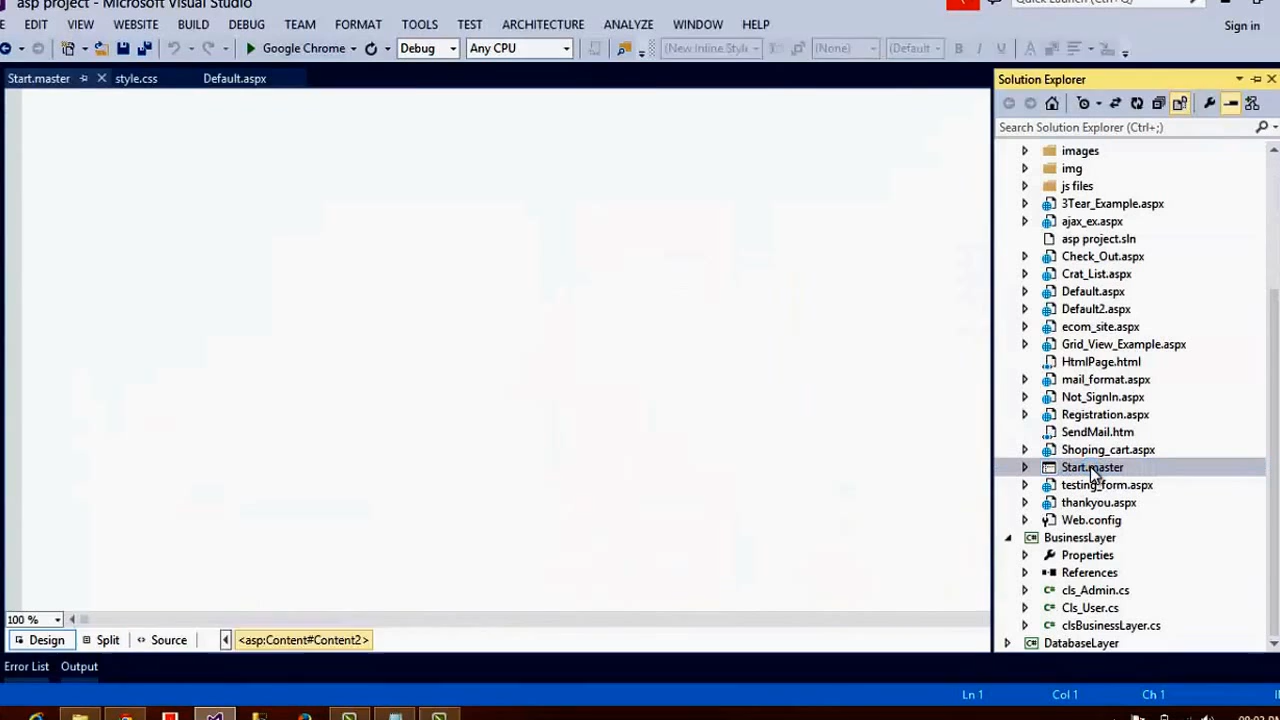 asp project - Microsoft Visual Studio
EDIT VIEW WEBSITE BUILD DEBUG TEAM FORMAT TOOLS TEST ARCHITECTURE ANALYZE WINDOW HELP
Sign in
Google Chrome Debug Any CPU (New Inline Style (None) (Default B I U A
Start.master style.css Default.aspx
Solution Explorer
Search Solution Explorer (Ctrl+;)
images
img
js files
3Tear_Example.aspx
ajax_ex.aspx
asp project.sln
Check_Out.aspx
Crat_List.aspx
Default.aspx
Default2.aspx
ecom_site.aspx
Grid_View_Example.aspx
HtmlPage.html
mail_format.aspx
Not_SignIn.aspx
Registration.aspx
SendMail.htm
Shoping_cart.aspx
Start.master
testing_form.aspx
thankyou.aspx
Web.config
BusinessLayer
Properties
References
cls_Admin.cs
Cls_User.cs
clsBusinessLayer.cs
DatabaseLayer
100 %
Design Split Source <asp:Content#Content2>
Error List Output
Ln 1 Col 1 Ch 1